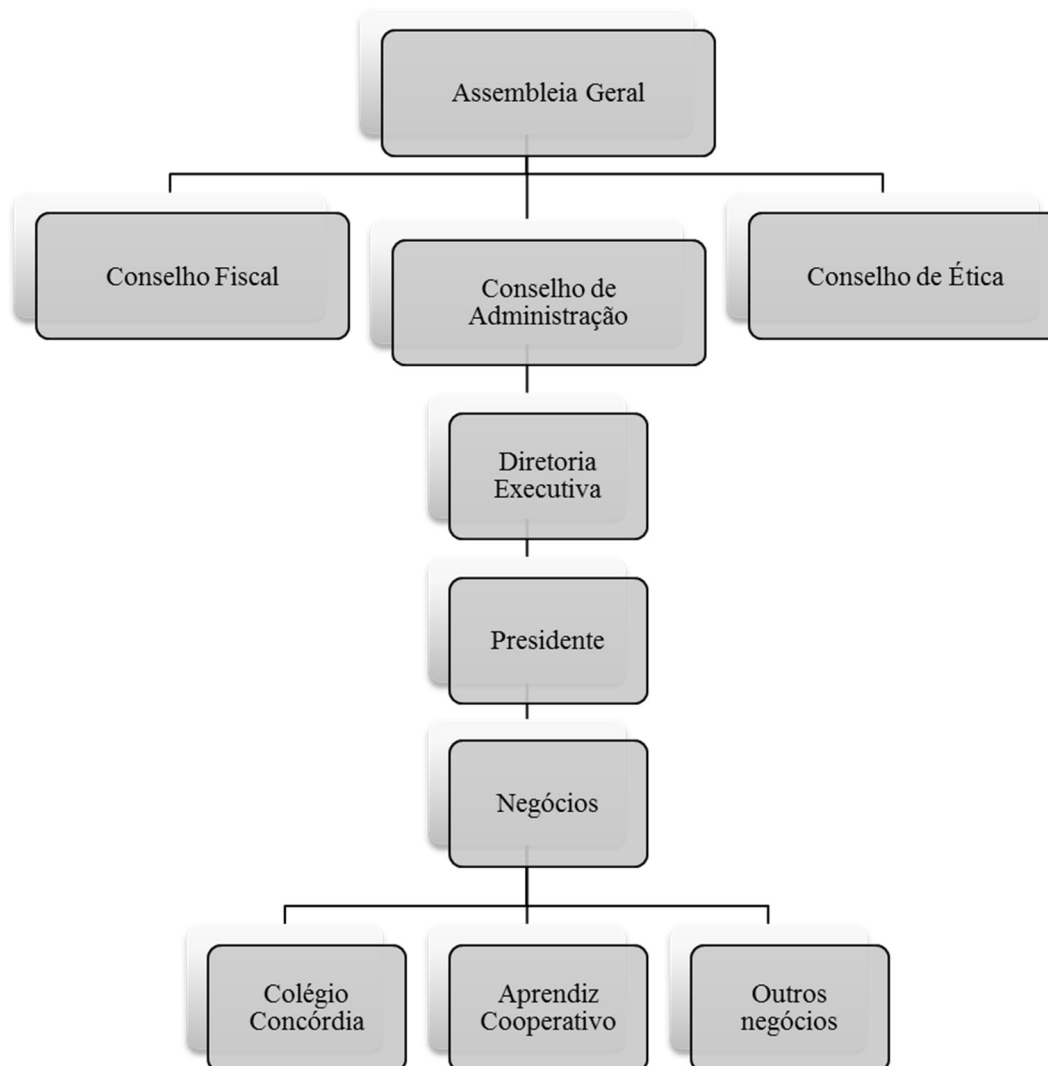 Assembleia Geral
Conselho Fiscal
Conselho de
Administração
Conselho de Ética
Diretoria
Executiva
Presidente
Negócios
Colégio
Concórdia
Aprendiz
Cooperativo
Outros
negócios